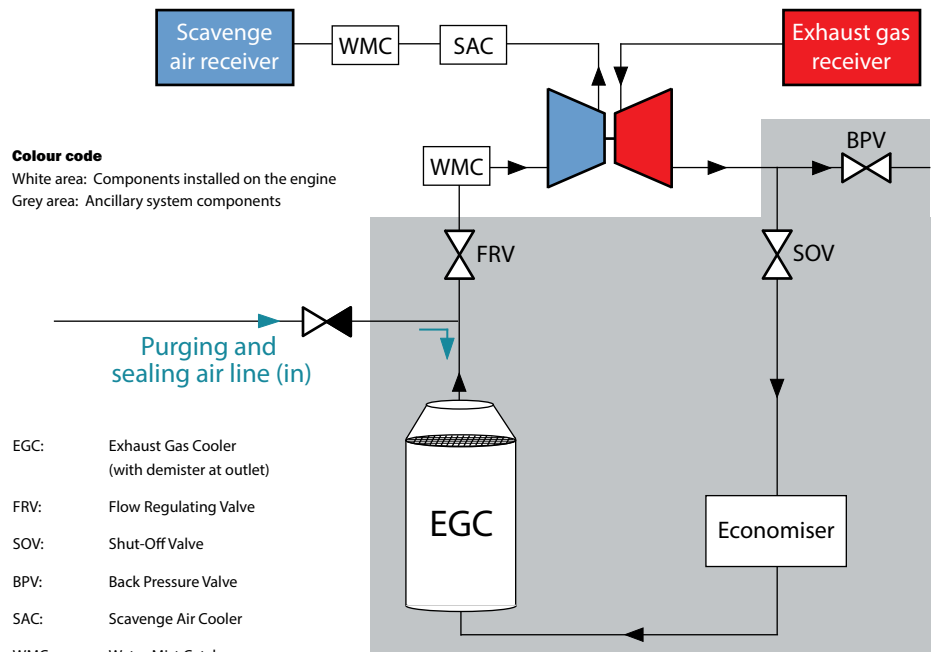 Scavenge
air receiver
WMC
SAC
Exhaust gas
receiver
Colour code
White area: Components installed on the engine
Grey area: Ancillary system components
WMC
BPV
FRV
SOV
Purging and
sealing air line (in)
EGC
Economiser
EGC: Exhaust Gas Cooler
(with demister at outlet)
FRV: Flow Regulating Valve
SOV: Shut-Off Valve
BPV: Back Pressure Valve
SAC: Scavenge Air Cooler